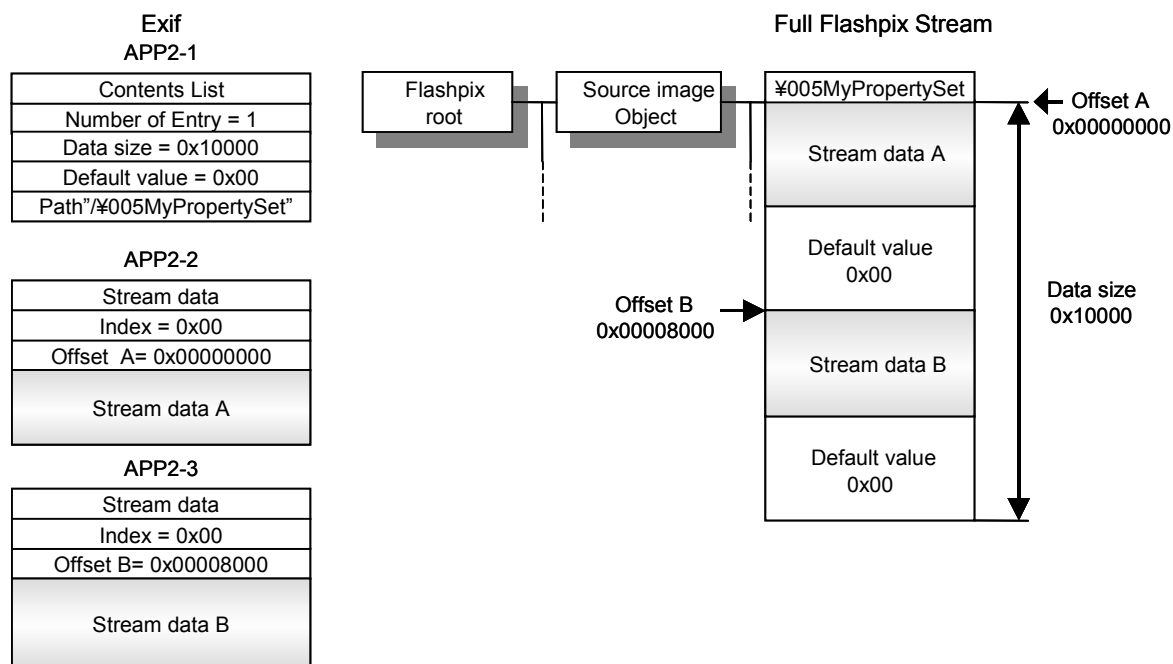 Exif
APP2-1
Contents List
Number of Entry = 1
Data size = 0x10000
Default value = 0x00
Path”/¥005MyPropertySet”
APP2-2
Stream data
Index = 0x00
Offset A= 0x00000000
Stream data A
APP2-3
Stream data
Index = 0x00
Offset B= 0x00008000
Stream data B
Full Flashpix Stream
Flashpix
root
Source image
Object
¥005MyPropertySet
Offset A
0x00000000
Stream data A
Default value
0x00
Offset B
0x00008000
Data size
0x10000
Stream data B
Default value
0x00